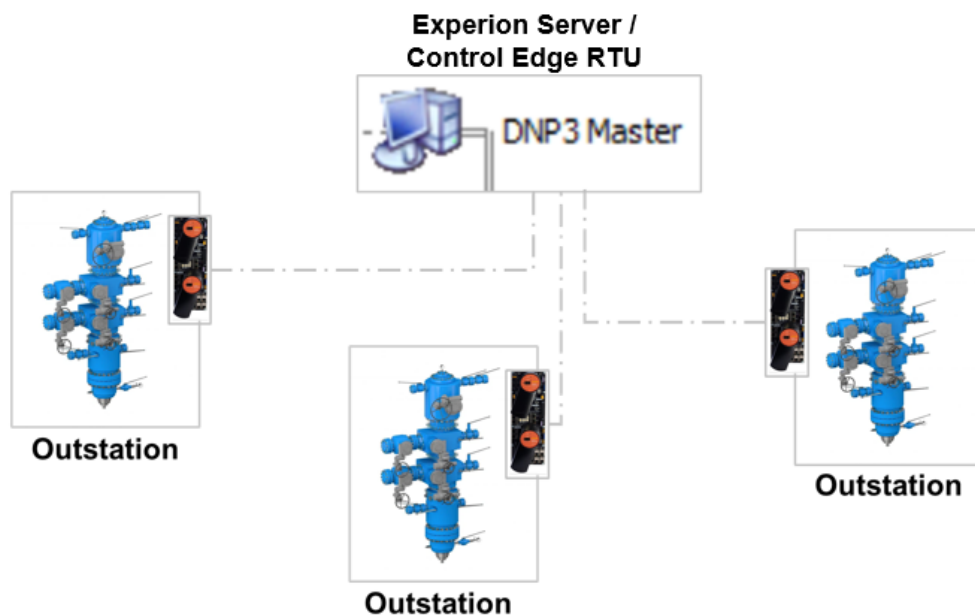 Experion Server /
Control Edge RTU
DNP3 Master
Outstation
Outstation
Outstation